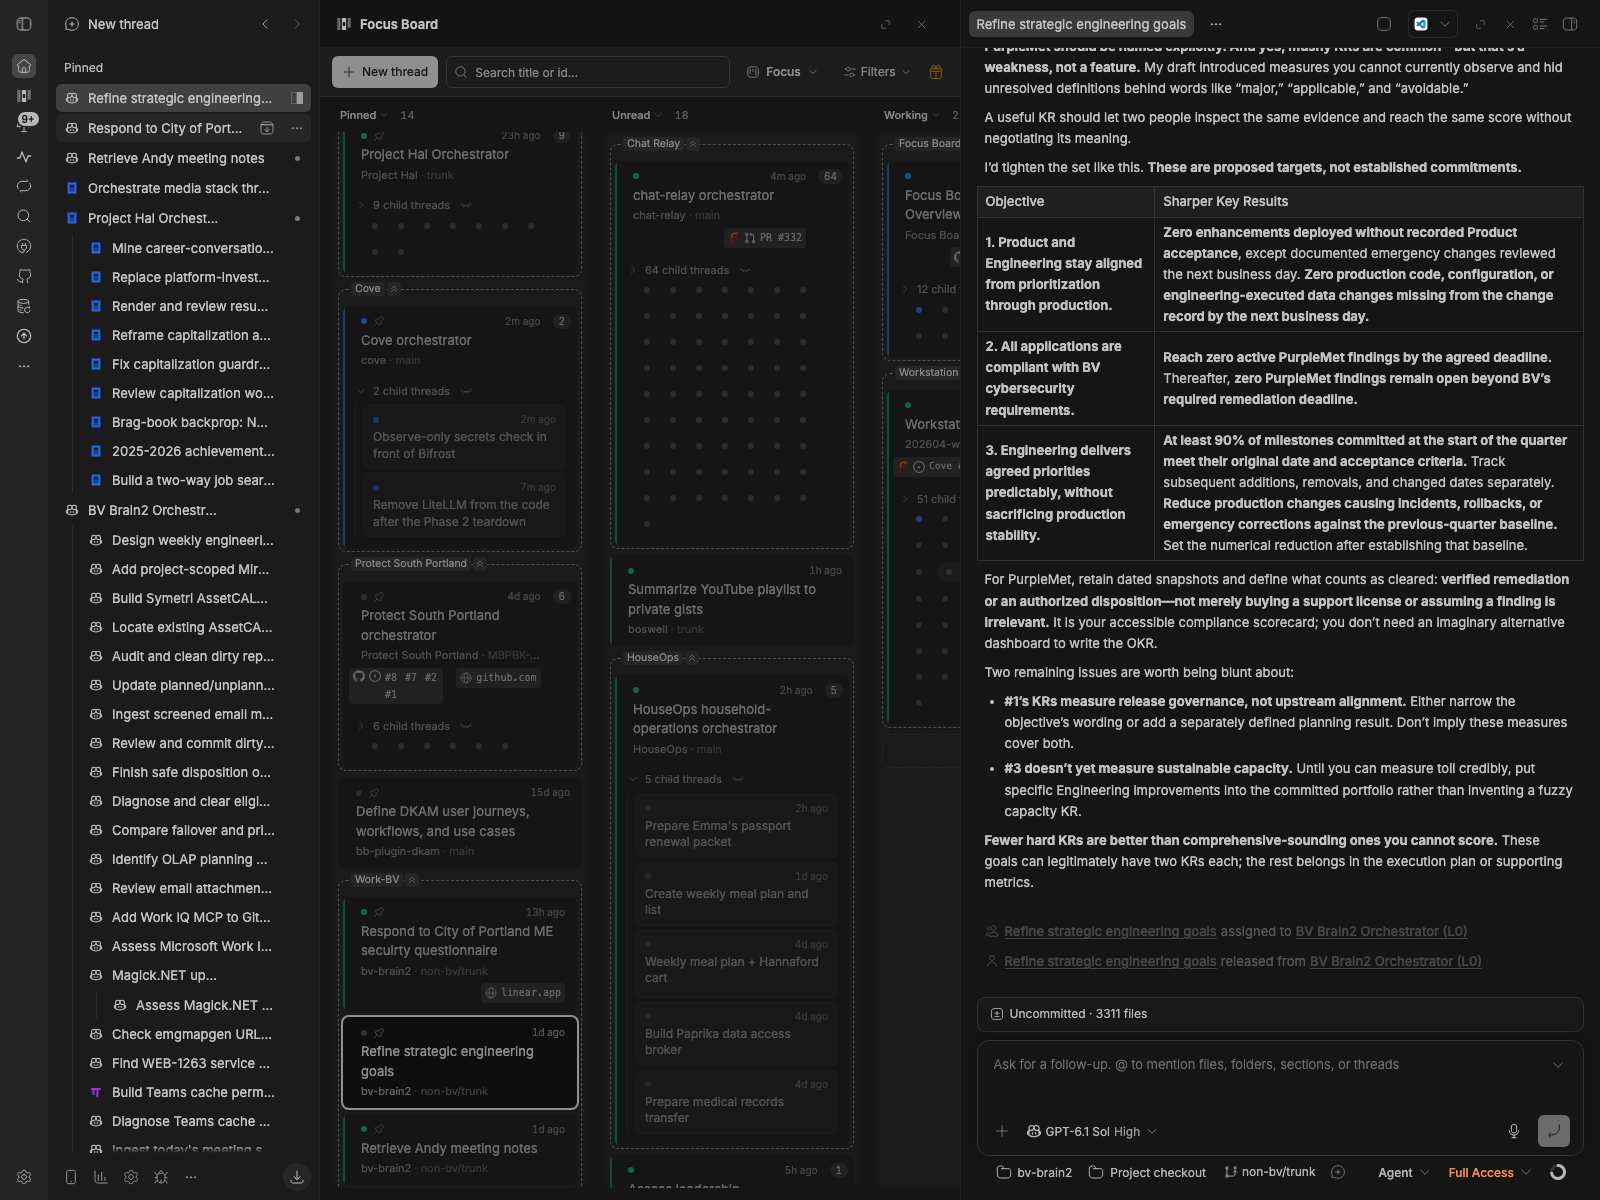 New thread
Pinned
Refine strategic engineering...
Respond to City of Port...
9+
Retrieve Andy meeting notes
Orchestrate media stack thr...
Project Hal Orchest...
Mine career-conversatio...
Replace platform-invest...
Render and review resu...
Reframe capitalization a...
Fix capitalization guardr...
Review capitalization wo...
Brag-book backprop: N...
2025-2026 achievement...
Build a two-way job sear...
BV Brain2 Orchestr...
Design weekly engineeri...
Add project-scoped Mir...
Build Symetri AssetCAL...
Locate existing AssetCA...
Audit and clean dirty rep...
Update planned/unplann...
Ingest screened email m...
Review and commit dirty...
Finish safe disposition o...
Diagnose and clear eligi...
Compare failover and pri...
Identify OLAP planning ...
Review email attachmen...
Add Work IQ MCP to Git...
Assess Microsoft Work I...
Magick.NET up...
Assess Magick.NET ...
Check emgmapgen URL...
Find WEB-1263 service ...
Build Teams cache perm...
Diagnose Teams cache ...
Ingest today's meeting s
Focus Board
New thread
Search title or id...
Focus
Filters
Pinned 14
23h ago 9
Project Hal Orchestrator
Project Hal · trunk
9 child threads
Cove
2m ago 2
Cove orchestrator
cove · main
2 child threads
2m ago
Observe-only secrets check in
front of Bifrost
7m ago
Remove LiteLLM from the code
after the Phase 2 teardown
Protect South Portland
4d ago 6
Protect South Portland
orchestrator
Protect South Portland · MBPBK-...
#8 #7 #2
#1
github.com
6 child threads
15d ago
Define DKAM user journeys,
workflows, and use cases
bb-plugin-dkam · main
Work-BV
13h ago
Respond to City of Portland ME
secuirty questionnaire
bv-brain2 · non-bv/trunk
linear.app
1d ago
Refine strategic engineering
goals
bv-brain2 · non-bv/trunk
1d ago
Retrieve Andy meeting notes
bv-brain2 · non-bv/trunk
Unread 18
Chat Relay
4m ago 64
chat-relay orchestrator
chat-relay · main
PR #332
64 child threads
1h ago
Summarize YouTube playlist to
private gists
boswell · trunk
HouseOps
2h ago 5
HouseOps household-
operations orchestrator
HouseOps · main
5 child threads
2h ago
Prepare Emma's passport
renewal packet
1d ago
Create weekly meal plan and
list
4d ago
Weekly meal plan + Hannaford
cart
4d ago
Build Paprika data access
broker
4d ago
Prepare medical records
transfer
5h ago 1
Assess leadership
Working 2
Focus Board
Focus Bo
Overview
Focus Boa
12 child
Workstation
Workstat
202604-w
Cove
51 child
Refine strategic engineering goals
PurpleMet should be named explicitly. And yes, mushy KRs are common—but that's a
weakness, not a feature. My draft introduced measures you cannot currently observe and hid
unresolved definitions behind words like “major,” “applicable,” and “avoidable.”
A useful KR should let two people inspect the same evidence and reach the same score without
negotiating its meaning.
I’d tighten the set like this. These are proposed targets, not established commitments.
Objective
Sharper Key Results
1. Product and
Engineering stay aligned
from prioritization
through production.
Zero enhancements deployed without recorded Product
acceptance, except documented emergency changes reviewed
the next business day. Zero production code, configuration, or
engineering-executed data changes missing from the change
record by the next business day.
2. All applications are
compliant with BV
cybersecurity
requirements.
Reach zero active PurpleMet findings by the agreed deadline.
Thereafter, zero PurpleMet findings remain open beyond BV’s
required remediation deadline.
3. Engineering delivers
agreed priorities
predictably, without
sacrificing production
stability.
At least 90% of milestones committed at the start of the quarter
meet their original date and acceptance criteria. Track
subsequent additions, removals, and changed dates separately.
Reduce production changes causing incidents, rollbacks, or
emergency corrections against the previous-quarter baseline.
Set the numerical reduction after establishing that baseline.
For PurpleMet, retain dated snapshots and define what counts as cleared: verified remediation
or an authorized disposition—not merely buying a support license or assuming a finding is
irrelevant. It is your accessible compliance scorecard; you don’t need an imaginary alternative
dashboard to write the OKR.
Two remaining issues are worth being blunt about:
• #1’s KRs measure release governance, not upstream alignment. Either narrow the
objective’s wording or add a separately defined planning result. Don’t imply these measures
cover both.
• #3 doesn’t yet measure sustainable capacity. Until you can measure toil credibly, put
specific Engineering improvements into the committed portfolio rather than inventing a fuzzy
capacity KR.
Fewer hard KRs are better than comprehensive-sounding ones you cannot score. These
goals can legitimately have two KRs each; the rest belongs in the execution plan or supporting
metrics.
Refine strategic engineering goals assigned to BV Brain2 Orchestrator (L0)
Refine strategic engineering goals released from BV Brain2 Orchestrator (L0)
Uncommitted · 3311 files
Ask for a follow-up. @ to mention files, folders, sections, or threads
GPT-6.1 Sol High
bv-brain2
Project checkout
non-bv/trunk
Agent
Full Access